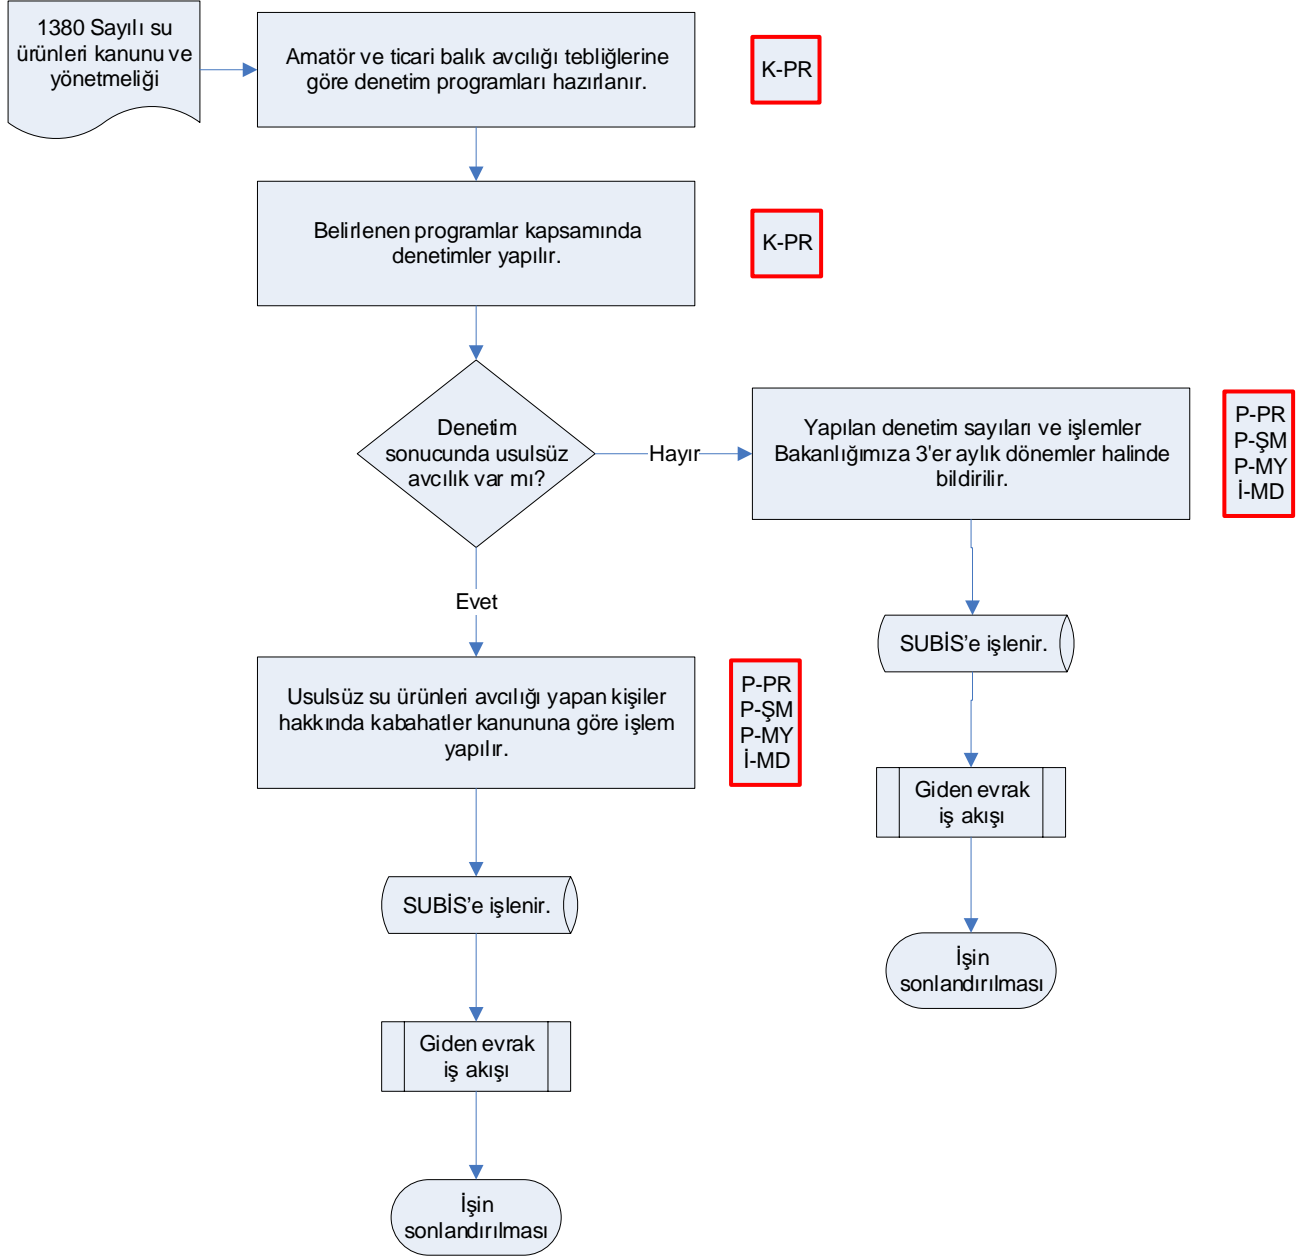 1380 Sayılı su
ürünleri kanunu ve
yönetmeliği
Amatör ve ticari balık avcılığı tebliğlerine
göre denetim programları hazırlanır.
K-PR
Belirlenen programlar kapsamında
denetimler yapılır.
K-PR
Denetim
sonucunda usulsüz
avcılık var mı?
Hayır
Yapılan denetim sayıları ve işlemler
Bakanlığımıza 3'er aylık dönemler halinde
bildirilir.
P-PR
P-ŞM
P-MY
İ-MD
Evet
SUBİS’e işlenir.
Usulsüz su ürünleri avcılığı yapan kişiler
hakkında kabahatler kanununa göre işlem
yapılır.
P-PR
P-ŞM
P-MY
İ-MD
Giden evrak
iş akışı
SUBİS’e işlenir.
İşin
sonlandırılması
Giden evrak
iş akışı
İşin
sonlandırılması